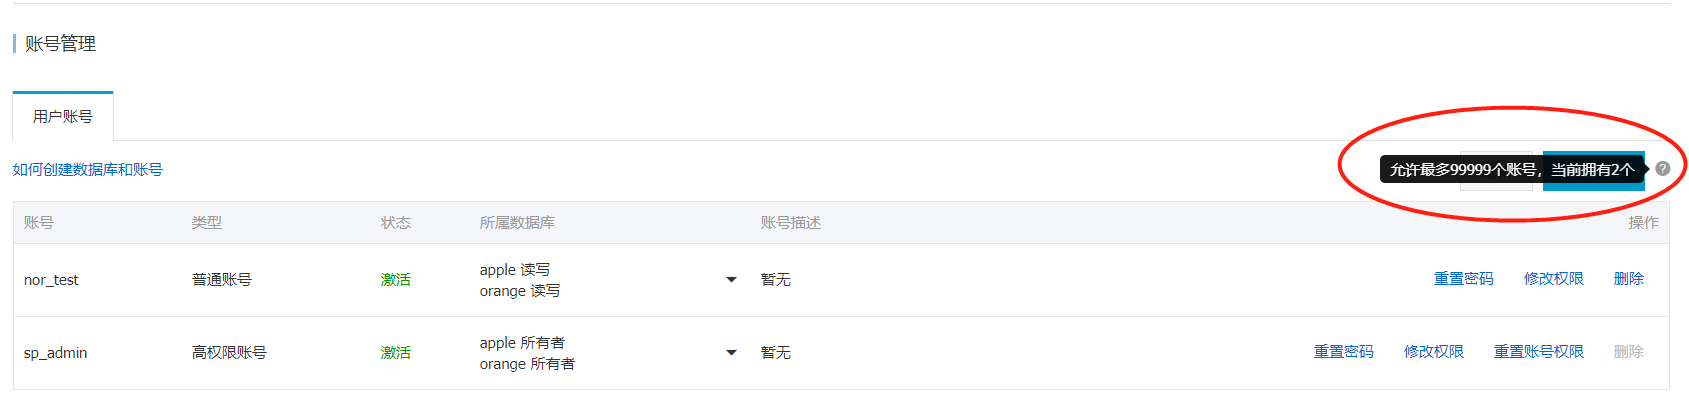 账号管理
用户账号
如何创建数据库和账号
允许最多99999个账号，当前拥有2个
?
账号 类型 状态 所属数据库 账号描述 操作
nor_test 普通账号 激活 apple 读写 暂无 重置密码 修改权限 删除
orange 读写
sp_admin 高权限账号 激活 apple 所有者 暂无 重置密码 修改权限 重置账号权限 删除
orange 所有者